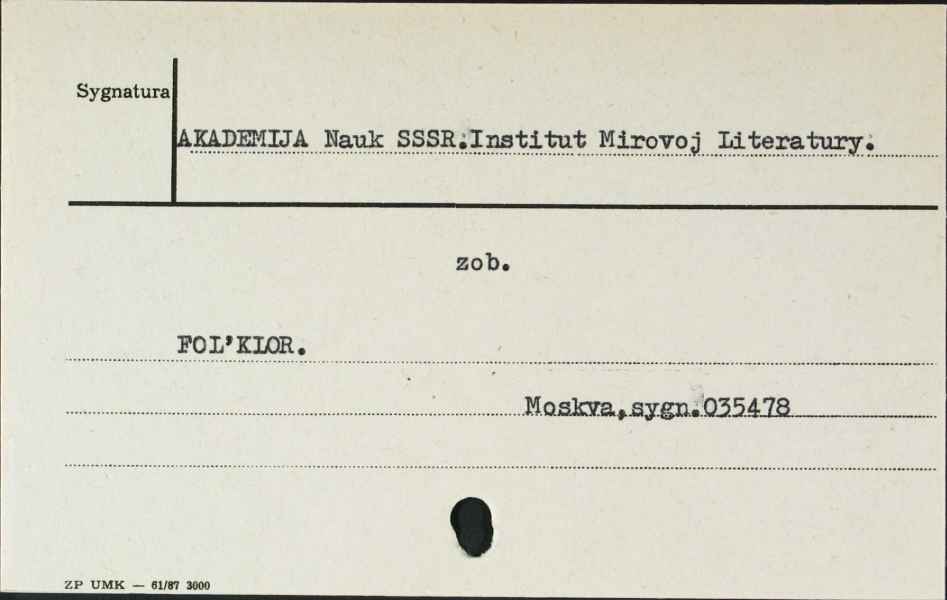 Sygnatura
AKADEMIJA Nauk SSSR.Institut Mirovoj Literatury.
zob.
FOL'KLOR.
Moskva,sygn.035478
ZP UMK — 61/87 3000